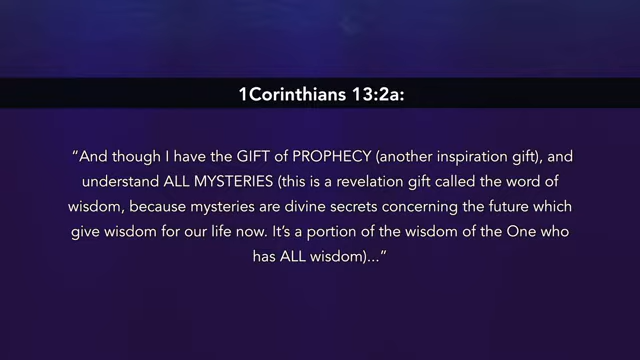 1Corinthians 13:2a:
“And though I have the GIFT of PROPHECY (another inspiration gift), and
understand ALL MYSTERIES (this is a revelation gift called the word of
wisdom, because mysteries are divine secrets concerning the future which
give wisdom for our life now. It’s a portion of the wisdom of the One who
has ALL wisdom)...”